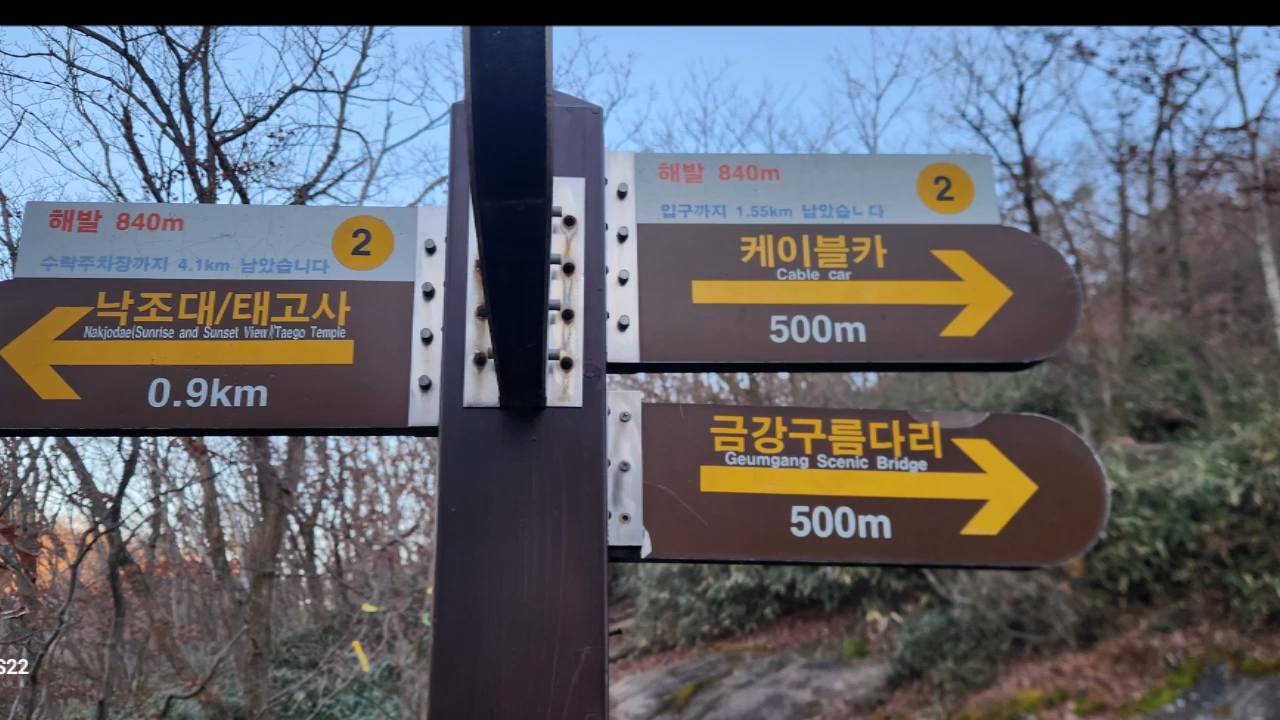 해발 840m
2
수락주차장까지 4.1km 남았습니다
낙조대/태고사
Nakjodae(Sunrise and Sunset View)/Taego Temple
0.9km
해발 840m
2
입구까지 1.55km 남았습니다
케이블카
Cable car
500m
금강구름다리
Geumgang Scenic Bridge
500m
S22